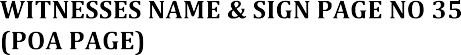 WITNESSES NAME & SIGN PAGE NO 35
(POA PAGE)